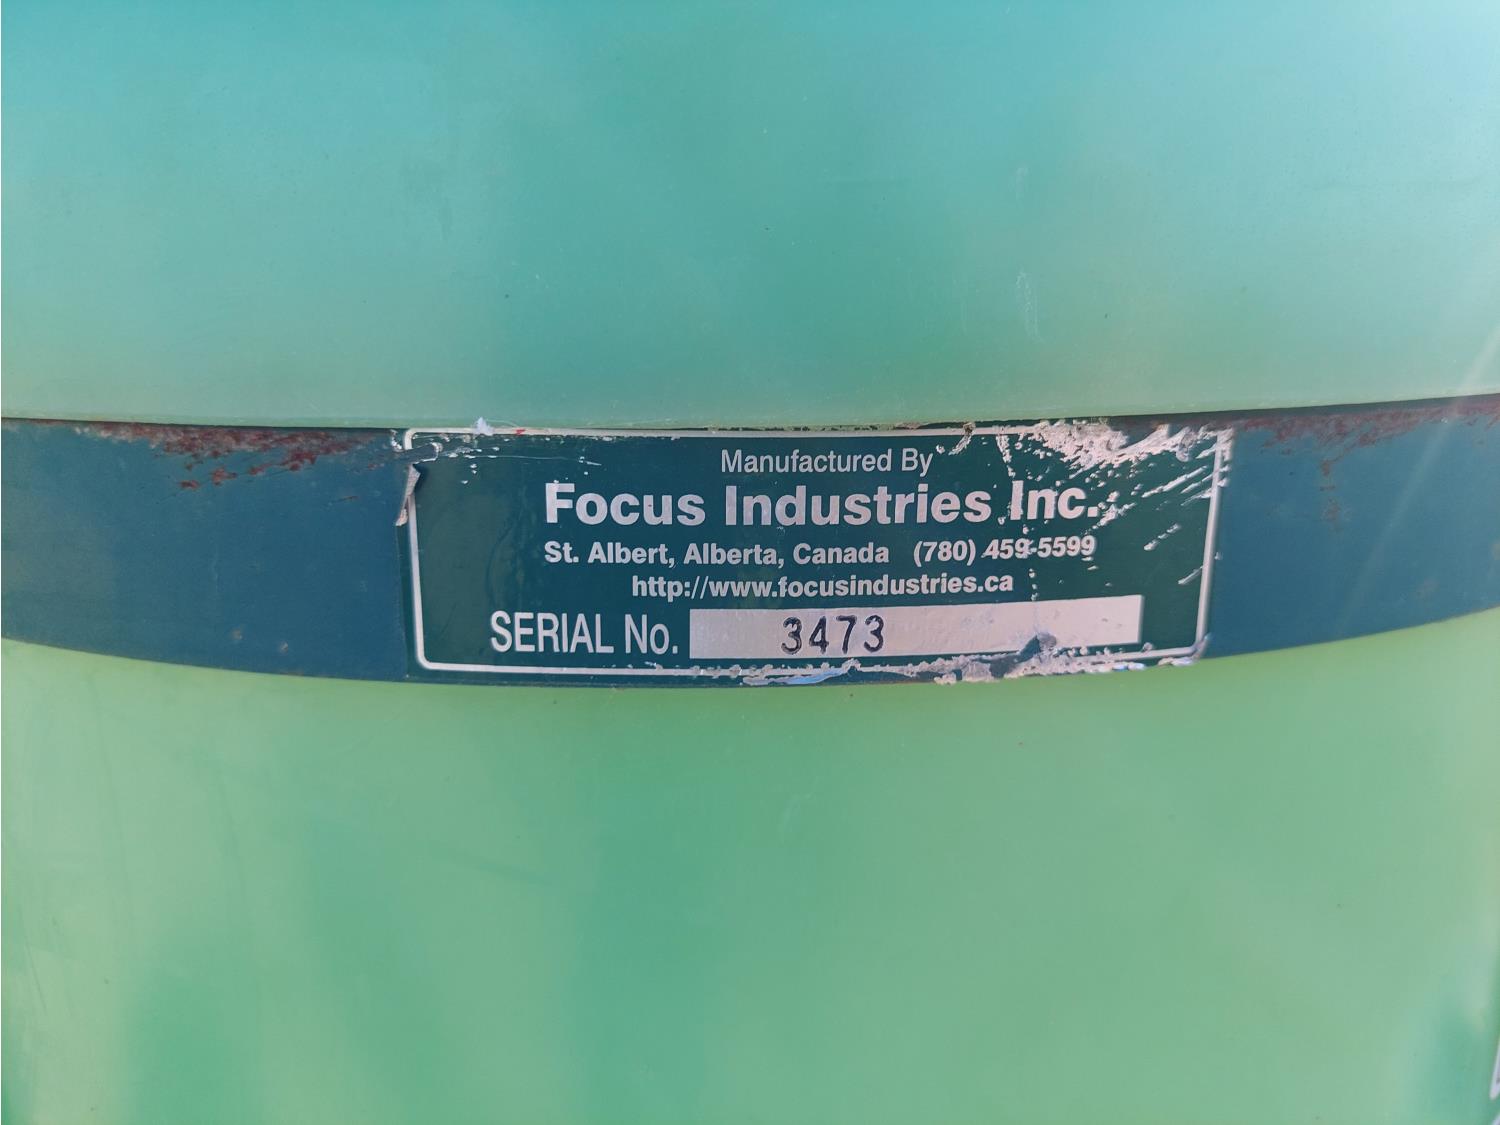 Manufactured By
Focus Industries Inc.
St. Albert, Alberta, Canada (780) 459-5599
http://www.focusindustries.ca
SERIAL No. 3473